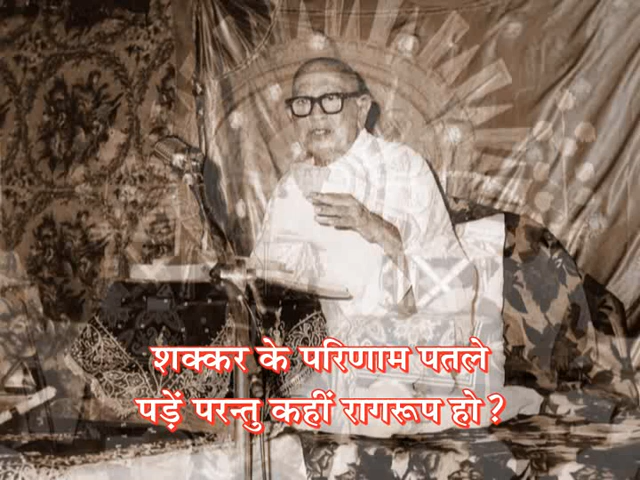 शक्कर के परिणाम पतले
पड़ें परन्तु कहीं रागरूप हो?